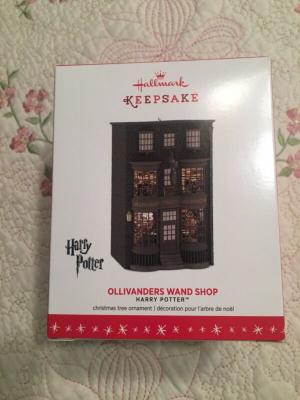 Hallmark
KEEPSAKE
Harry
Potter
OLLIVANDERS WAND SHOP
HARRY POTTER™
christmas tree ornament | décoration pour l'arbre de noël